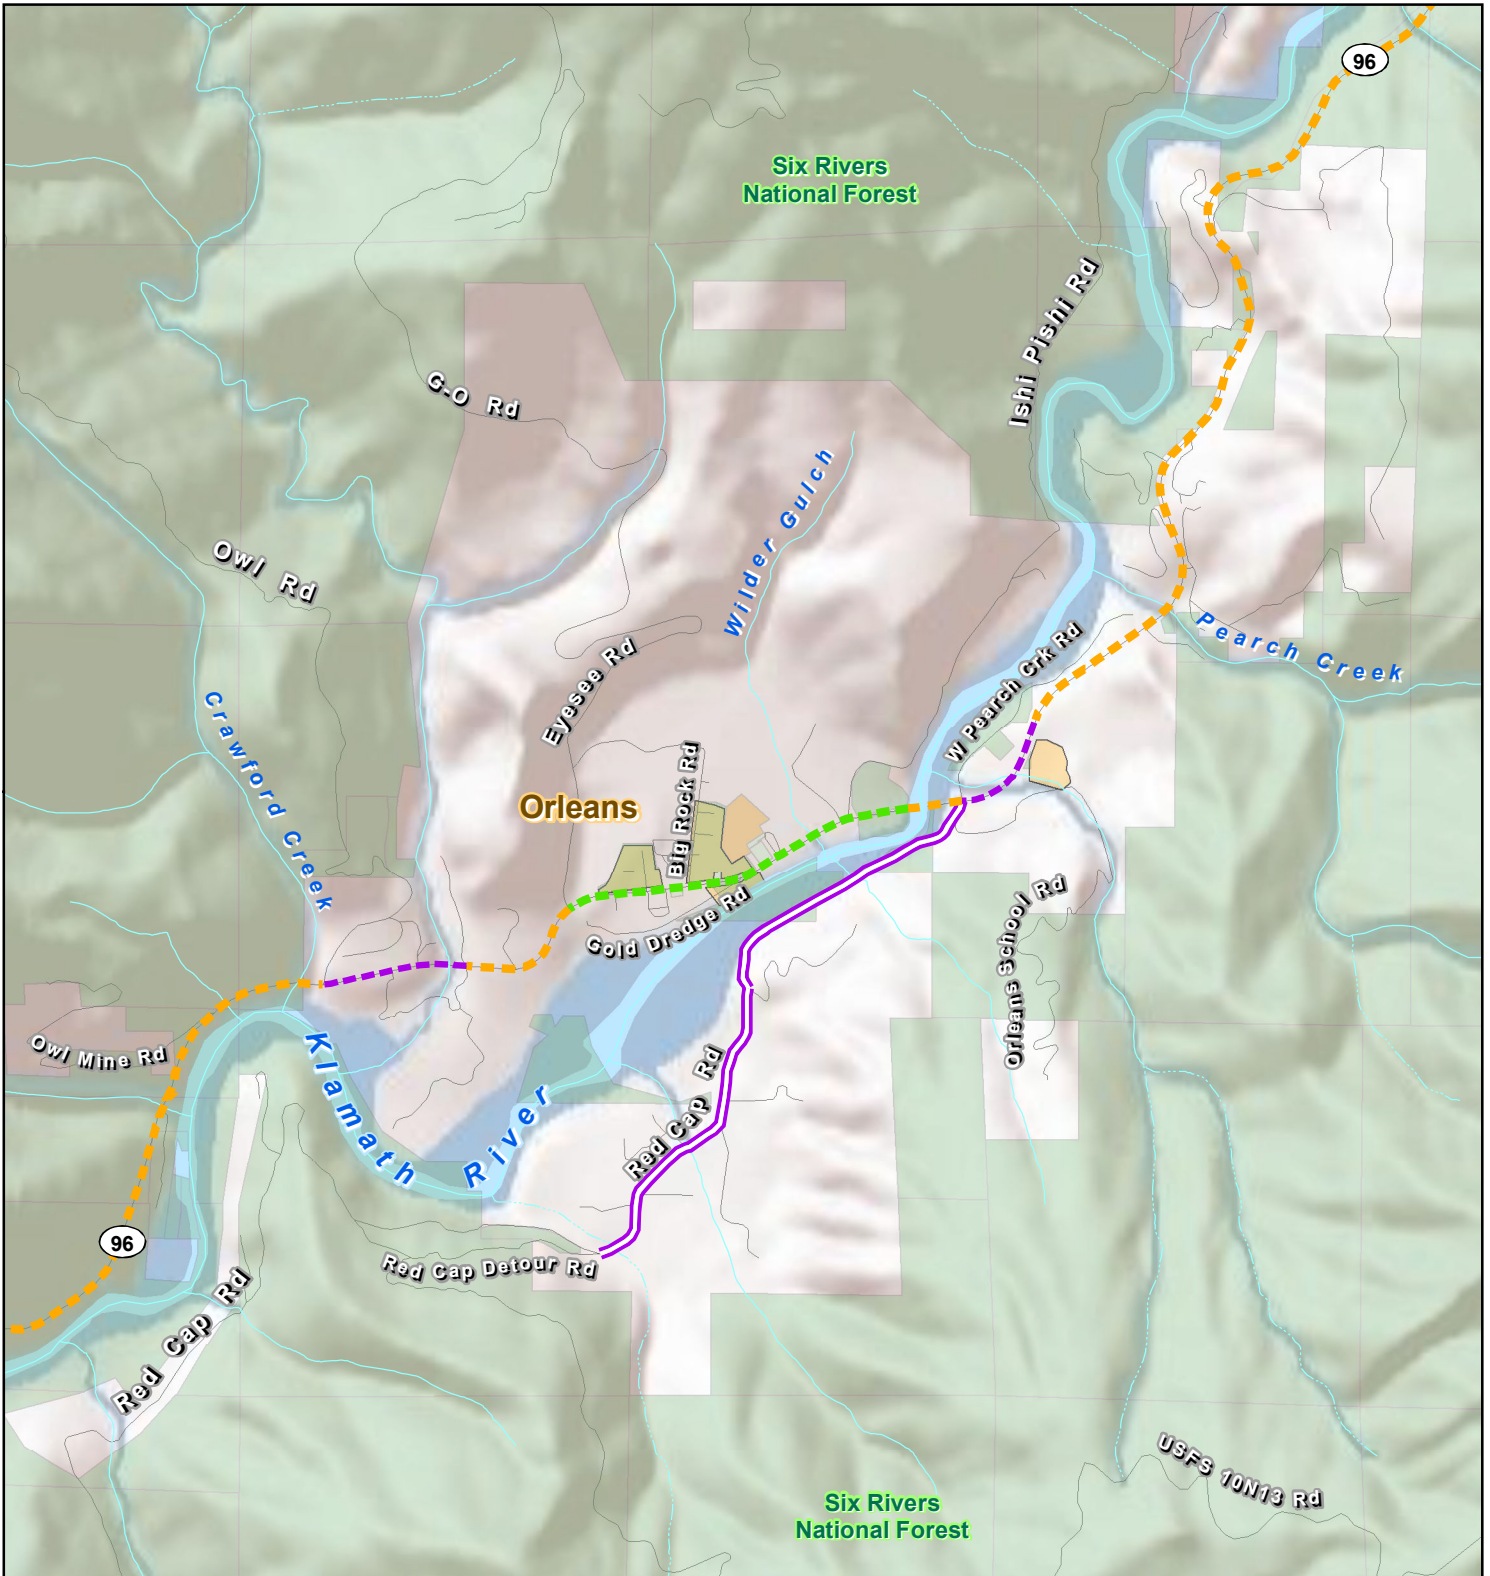 96
Six Rivers
National Forest
Ishi Pishi Rd
G-O Rd
Wilder Gulch
Owl Rd
Pearch Creek
W Pearch Crk Rd
Eyesee Rd
Crawford Creek
Big Rock Rd
Orleans
Orleans School Rd
Gold Dredge Rd
Owl Mine Rd
Klamath River
Red Cap Rd
96
Red Cap Detour Rd
Red Cap Rd
USFS 10N13 Rd
Six Rivers
National Forest